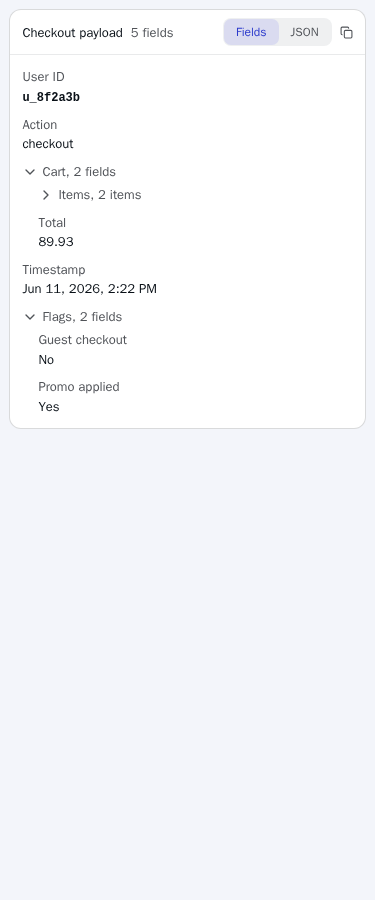 Checkout payload 5 fields Fields JSON
User ID
u_8f2a3b
Action
checkout
Cart, 2 fields
Items, 2 items
Total
89.93
Timestamp
Jun 11, 2026, 2:22 PM
Flags, 2 fields
Guest checkout
No
Promo applied
Yes